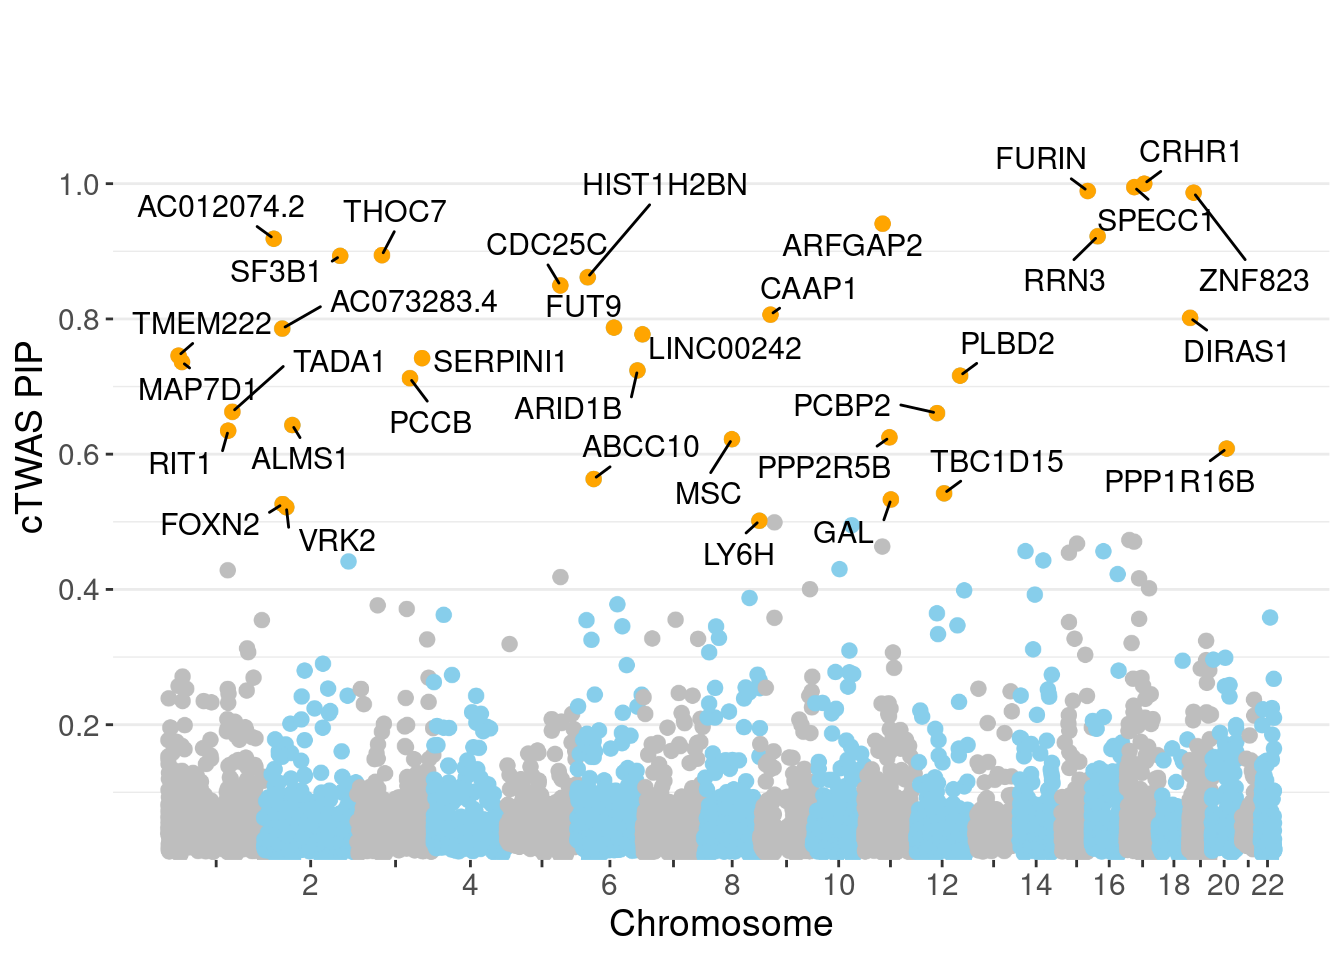 FURIN
CRHR1
1.0
HIST1H2BN
AC012074.2
THOC7
SPECC1
CDC25C
ARFGAP2
SF3B1
RRN3
ZNF823
CAAP1
AC073283.4
FUT9
0.8
TMEM222
LINC00242
PLBD2
DIRAS1
TADA1
SERPINI1
MAP7D1
PCBP2
ARID1B
PCCB
ABCC10
0.6
RIT1
ALMS1
PPP2R5B
TBC1D15
PPP1R16B
MSC
FOXN2
VRK2
GAL
LY6H
0.4
0.2
cTWAS PIP
2 4 6 8 10 12 14 16 18 20 22
Chromosome